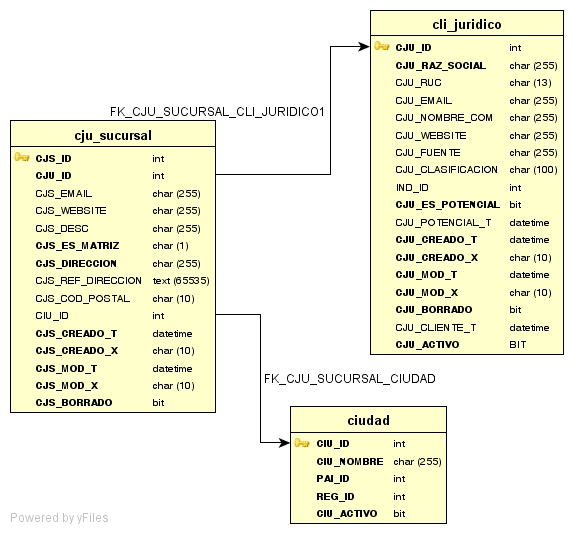 cli_juridico
CJU_ID int
CJU_RAZ_SOCIAL char (255)
CJU_RUC char (13)
CJU_EMAIL char (255)
CJU_NOMBRE_COM char (255)
CJU_WEBSITE char (255)
CJU_FUENTE char (255)
CJU_CLASIFICACION char (100)
IND_ID int
CJU_ES_POTENCIAL bit
CJU_POTENCIAL_T datetime
CJU_CREADO_T datetime
CJU_CREADO_X char (10)
CJU_MOD_T datetime
CJU_MOD_X char (10)
CJU_BORRADO bit
CJU_CLIENTE_T datetime
CJU_ACTIVO BIT
FK_CJU_SUCURSAL_CLI_JURIDICO1
cju_sucursal
CJS_ID int
CJU_ID int
CJS_EMAIL char (255)
CJS_WEBSITE char (255)
CJS_DESC char (255)
CJS_ES_MATRIZ char (1)
CJS_DIRECCION char (255)
CJS_REF_DIRECCION text (65535)
CJS_COD_POSTAL char (10)
CIU_ID int
CJS_CREADO_T datetime
CJS_CREADO_X char (10)
CJS_MOD_T datetime
CJS_MOD_X char (10)
CJS_BORRADO bit
FK_CJU_SUCURSAL_CIUDAD
ciudad
CIU_ID int
CIU_NOMBRE char (255)
PAI_ID int
REG_ID int
CIU_ACTIVO bit
Powered by yFiles